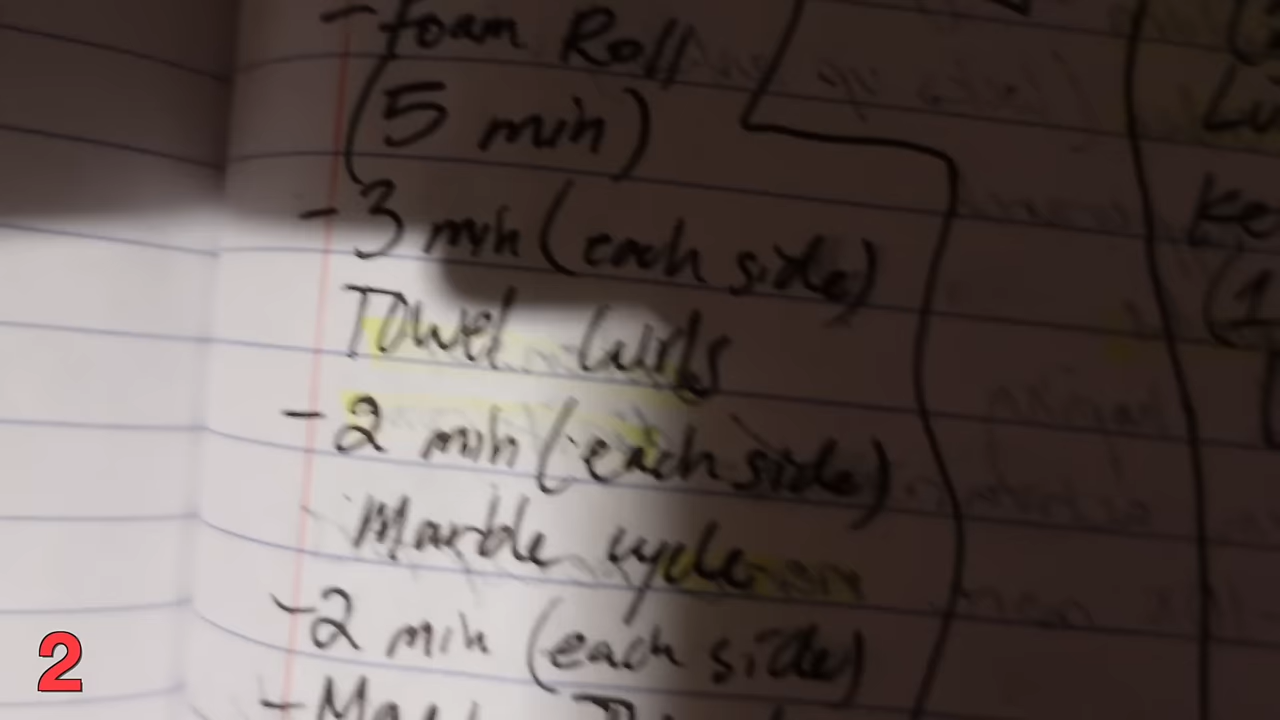 - foam Roll
(5 min)
- 3 min (each side)
Towel Curls
- 2 min (each side)
Marble cycle
- 2 min (each side)
2